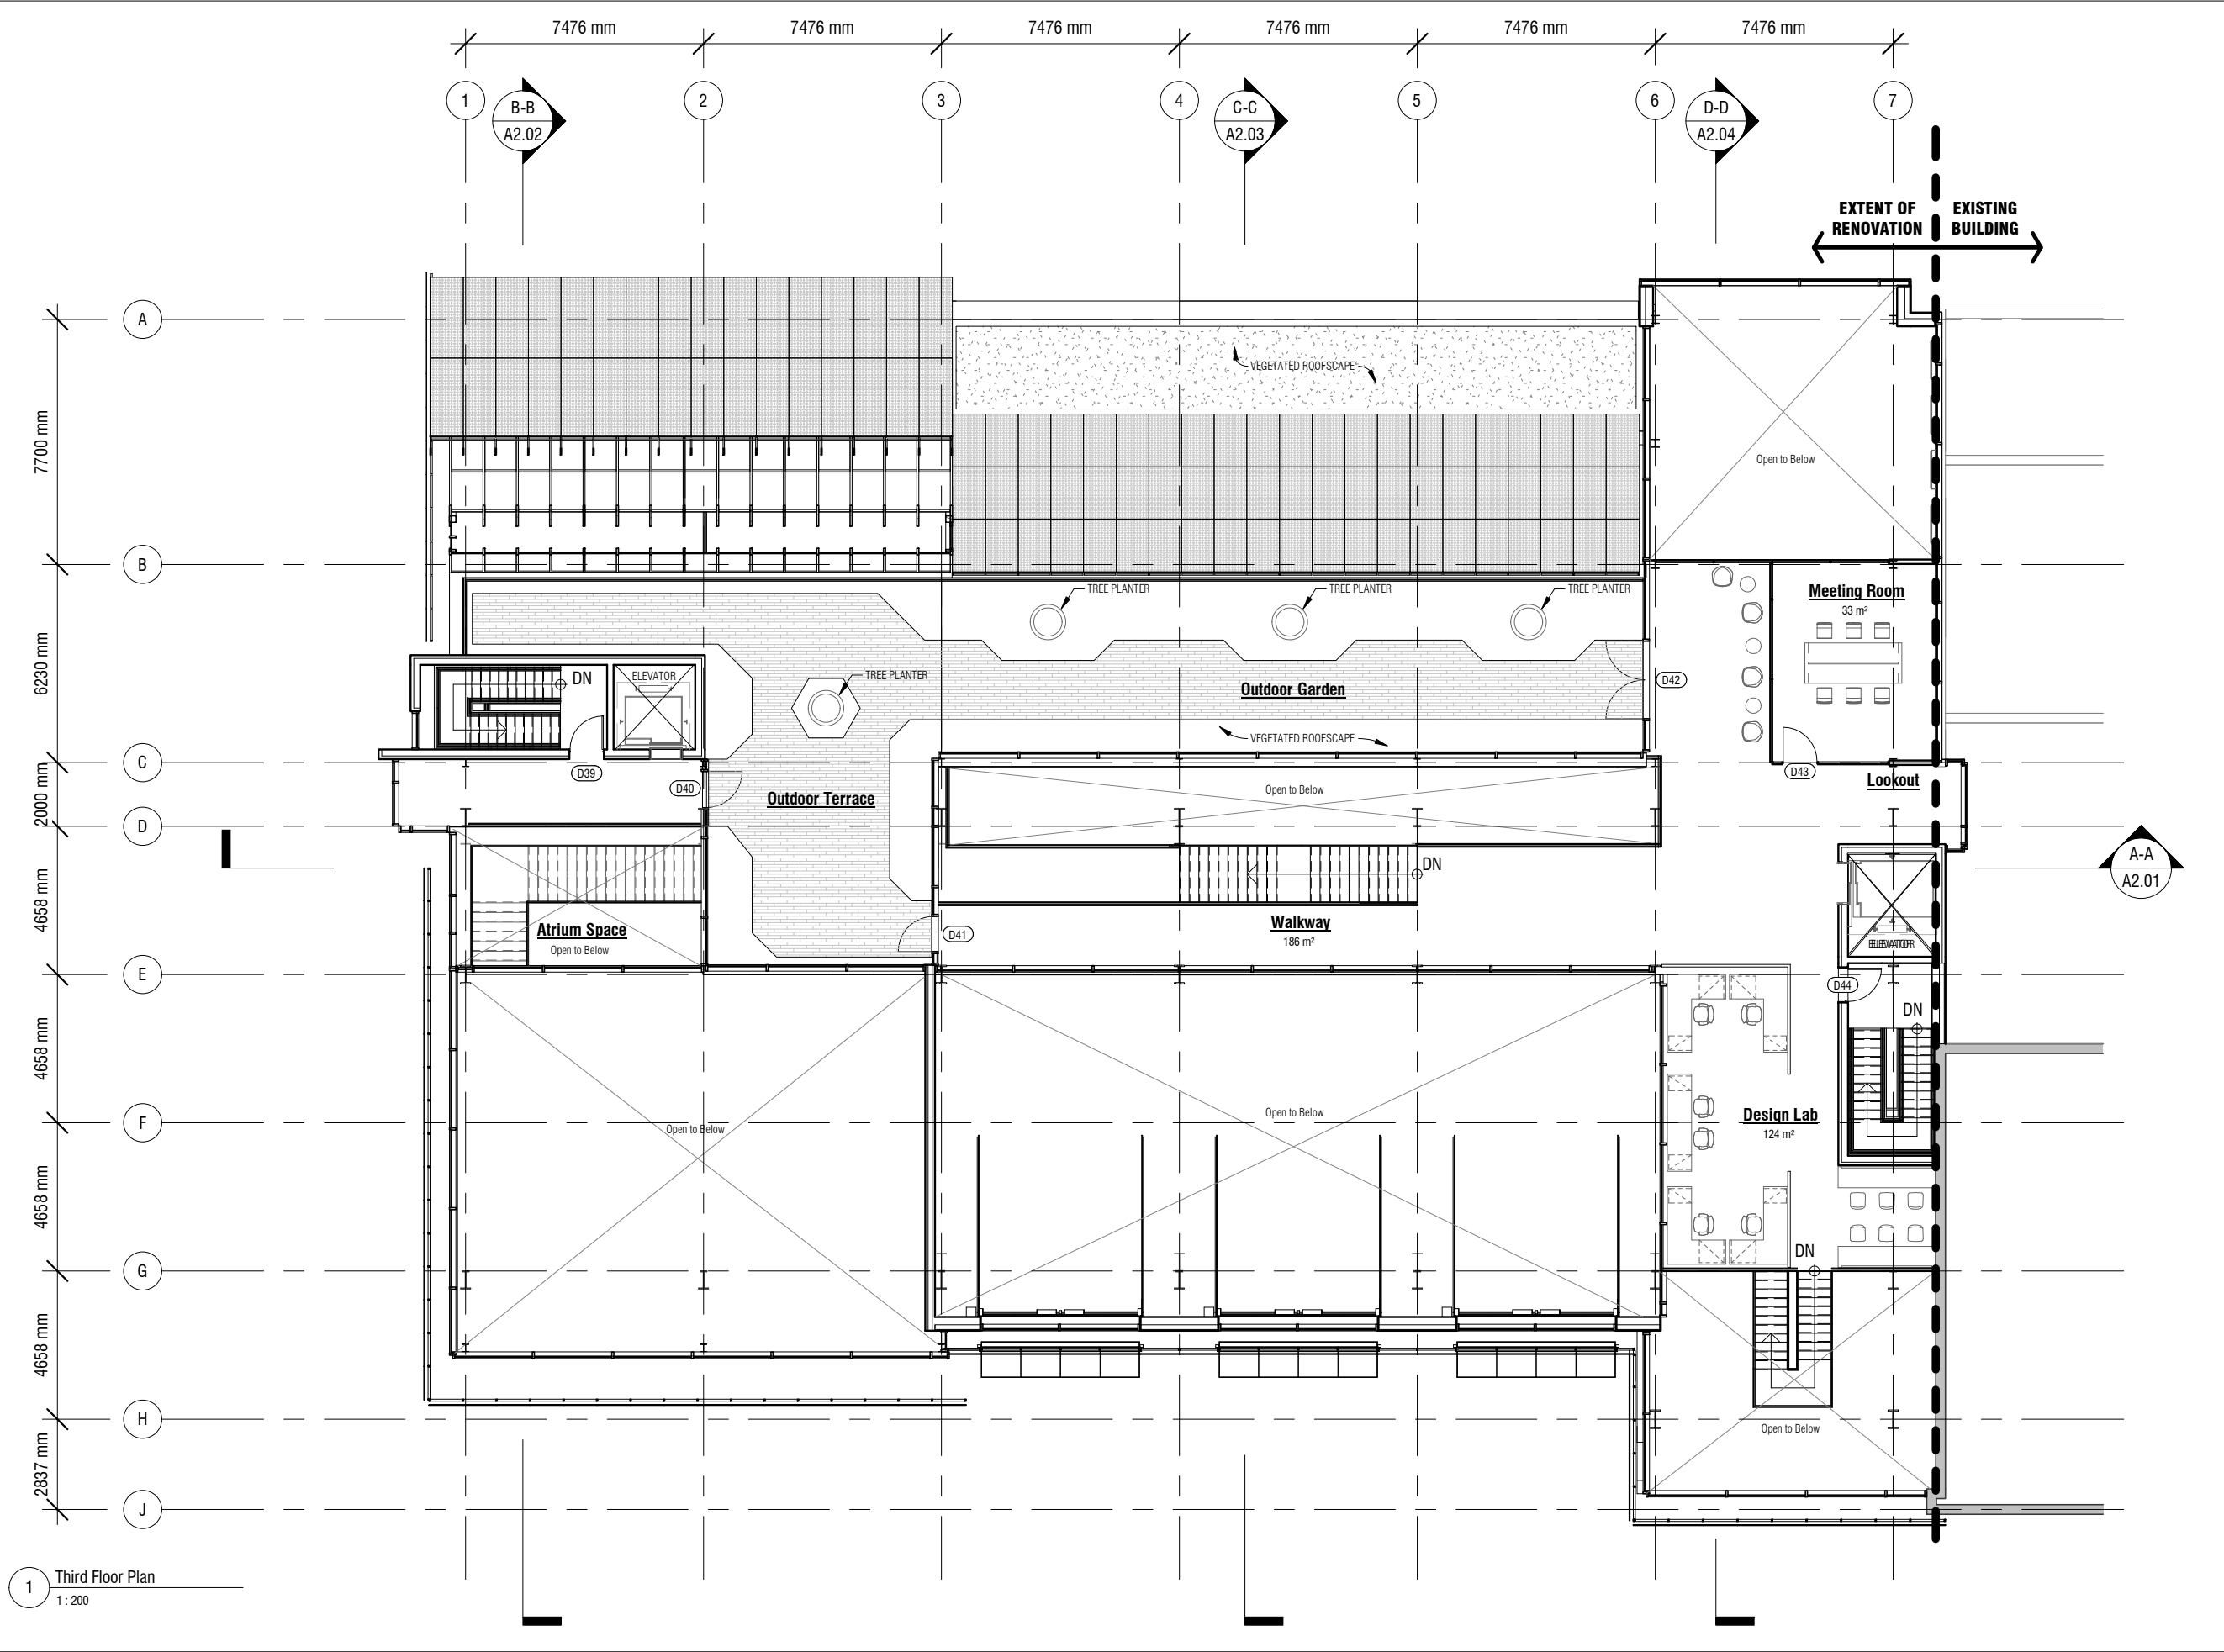 7476 mm 7476 mm 7476 mm 7476 mm 7476 mm 7476 mm
1 2 3 4 5 6 7
B-B
A2.02
C-C
A2.03
D-D
A2.04
EXTENT OF
RENOVATION
EXISTING
BUILDING
A
VEGETATED ROOFSCAPE
7700 mm
Open to Below
B
TREE PLANTER
TREE PLANTER
TREE PLANTER
Meeting Room
33 m²
6230 mm
DN
ELEVATOR
TREE PLANTER
Outdoor Garden
D42
VEGETATED ROOFSCAPE
C
D39
D43
Lookout
2000 mm
D40
Outdoor Terrace
Open to Below
D
A-A
A2.01
DN
4658 mm
Atrium Space
Open to Below
D41
Walkway
186 m²
ELEVATOR
E
D44
DN
4658 mm
F
Open to Below
Open to Below
Design Lab
124 m²
4658 mm
G
DN
4658 mm
H
Open to Below
2837 mm
J
1
Third Floor Plan
1 : 200